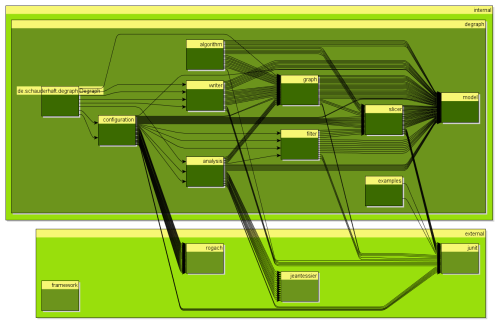 internal
degraph
algorithm
graph
writer
de.schauderhaft.degraph.Degraph
model
slicer
configuration
filter
analysis
examples
external
rogach
junit
jeantessier
framework